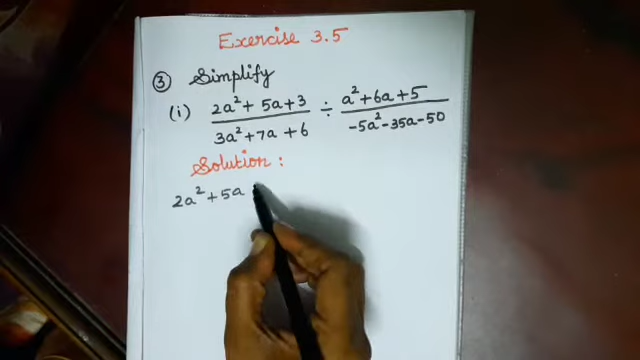 Exercise 3.5
③ Simplify
(i) 2a² + 5a + 3 / 3a² + 7a + 6 ÷ a² + 6a + 5 / -5a² - 35a - 50
Solution :
2a² + 5a